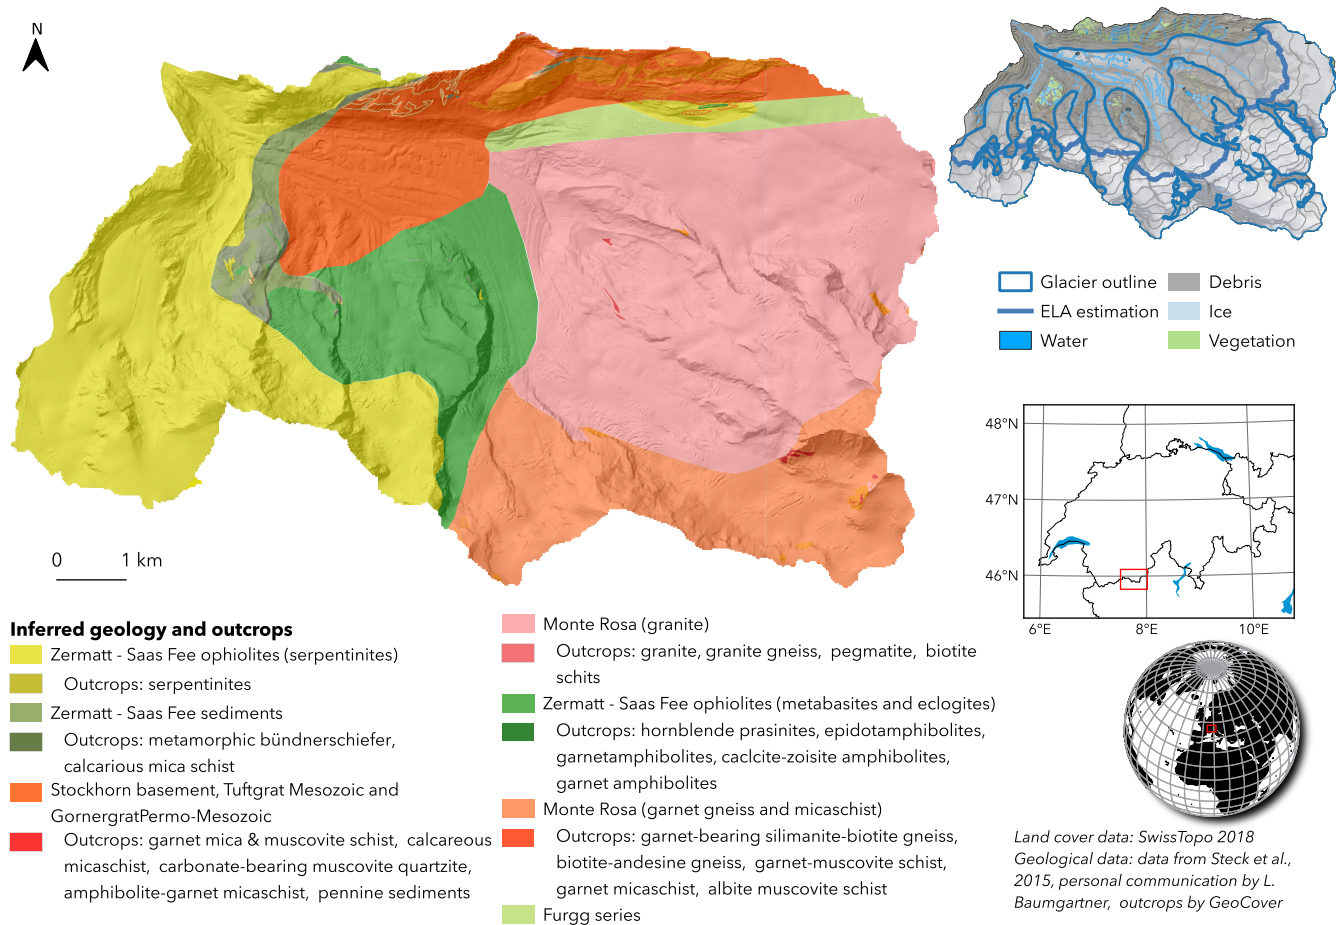 N
0 1 km
Inferred geology and outcrops
Zermatt - Saas Fee ophiolites (serpentinites)
Outcrops: serpentinites
Zermatt - Saas Fee sediments
Outcrops: metamorphic bündnerschiefer,
calcarious mica schist
Stockhorn basement, Tuftgrat Mesozoic and
GornergratPermo-Mesozoic
Outcrops: garnet mica & muscovite schist, calcareous
micaschist, carbonate-bearing muscovite quartzite,
amphibolite-garnet micaschist, pennine sediments
Monte Rosa (granite)
Outcrops: granite, granite gneiss, pegmatite, biotite
schits
Zermatt - Saas Fee ophiolites (metabasites and eclogites)
Outcrops: hornblende prasinites, epidotamphibolites,
garnetamphibolites, caclcite-zoisite amphibolites,
garnet amphibolites
Monte Rosa (garnet gneiss and micaschist)
Outcrops: garnet-bearing silimanite-biotite gneiss,
biotite-andesine gneiss, garnet-muscovite schist,
garnet micaschist, albite muscovite schist
Furgg series
Glacier outline
ELA estimation
Water
Debris
Ice
Vegetation
48°N
47°N
46°N
6°E 8°E 10°E
Land cover data: SwissTopo 2018
Geological data: data from Steck et al.,
2015, personal communication by L.
Baumgartner, outcrops by GeoCover